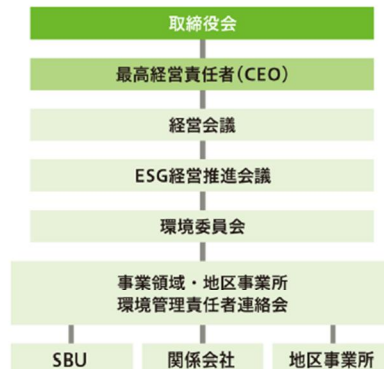 取締役会
最高経営責任者(CEO)
経営会議
ESG経営推進会議
環境委員会
事業領域・地区事業所
環境管理責任者連絡会
SBU
関係会社
地区事業所